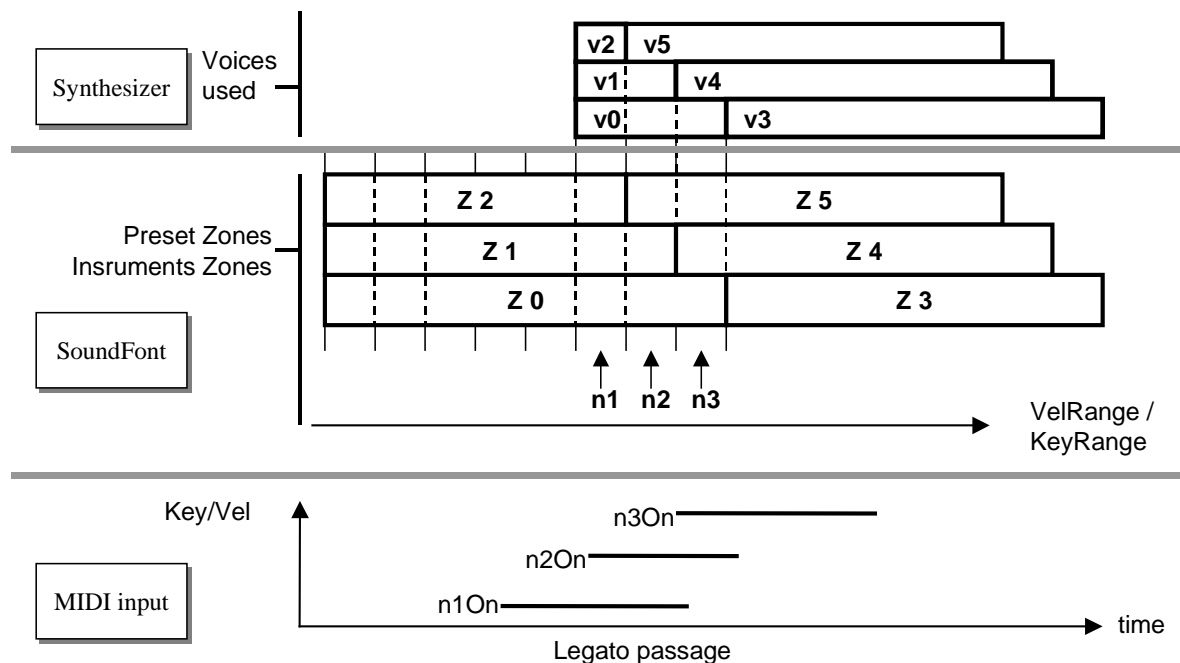 Synthesizer
Voices
used
v2 v5
v1 v4
v0 v3
Preset Zones
Insruments Zones
Z 2 Z 5
Z 1 Z 4
Z 0 Z 3
SoundFont
n1 n2 n3
VelRange /
KeyRange
Key/Vel
n3On
n2On
n1On
MIDI input
time
Legato passage